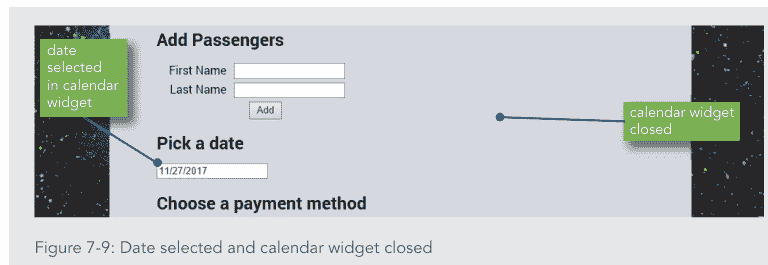 Add Passengers
date
selected
in calendar
widget
First Name
Last Name
Add
calendar widget
closed
Pick a date
11/27/2017
Choose a payment method
Figure 7-9: Date selected and calendar widget closed